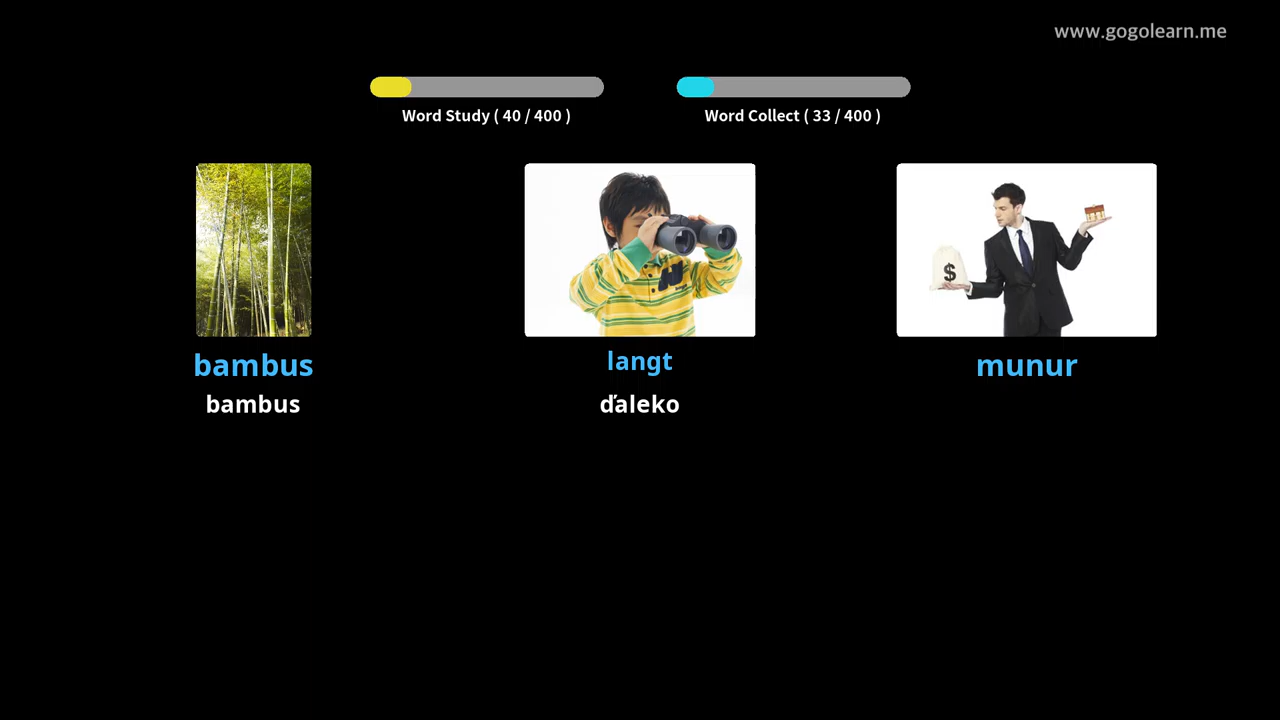 www.gogolearn.me
Word Study ( 40 / 400 )
Word Collect ( 33 / 400 )
bambus
bambus
langt
ďaleko
munur
$